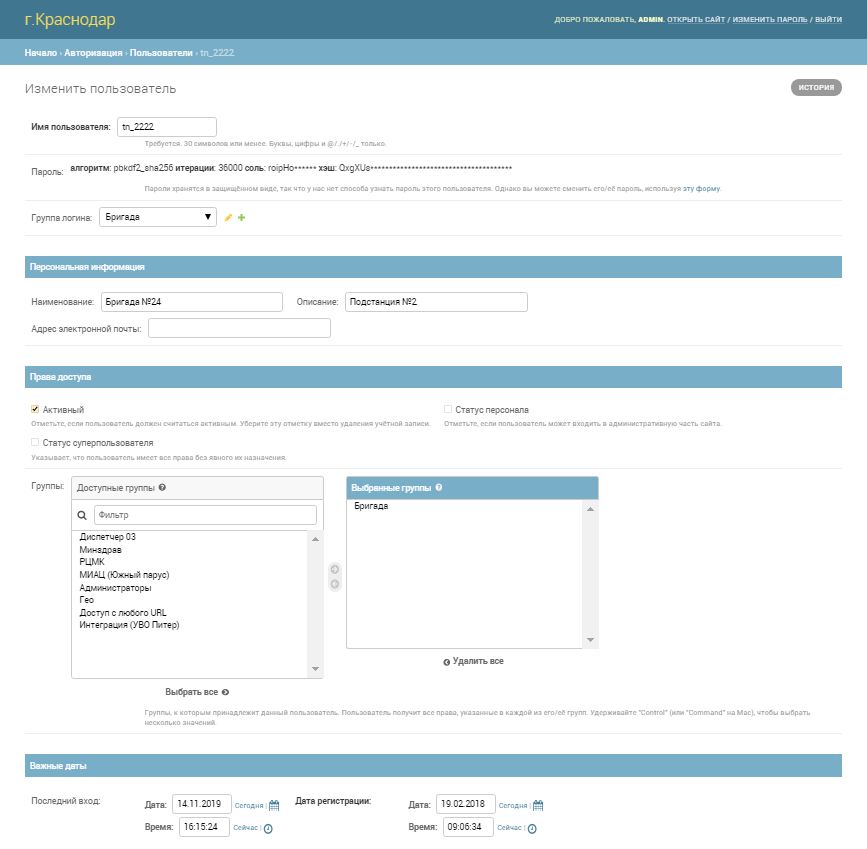 г.Краснодар
ДОБРО ПОЖАЛОВАТЬ, ADMIN. ОТКРЫТЬ САЙТ / ИЗМЕНИТЬ ПАРОЛЬ / ВЫЙТИ
Начало › Авторизация › Пользователи › tn_2222
Изменить пользователь
ИСТОРИЯ
Имя пользователя: tn_2222
Требуется. 30 символов или менее. Буквы, цифры и @/./+/-/_ только.
Пароль: алгоритм: pbkdf2_sha256 итерации: 36000 соль: roipHo****** хэш: QxgXUs**************************************
Пароли хранятся в защищённом виде, так что у нас нет способа узнать пароль этого пользователя. Однако вы можете сменить его/её пароль, используя эту форму.
Группа логина: Бригада
Персональная информация
Наименование: Бригада №24 Описание: Подстанция №2
Адрес электронной почты:
Права доступа
Активный
Отметьте, если пользователь должен считаться активным. Уберите эту отметку вместо удаления учётной записи.
Статус персонала
Отметьте, если пользователь может входить в административную часть сайта.
Статус суперпользователя
Указывает, что пользователь имеет все права без явного их назначения.
Группы:
Доступные группы
Фильтр
Диспетчер 03
Минздрав
РЦМК
МИАЦ (Южный парус)
Администраторы
Гео
Доступ с любого URL
Интеграция (УВО Питер)
Выбрать все
Выбранные группы
Бригада
Удалить все
Группы, к которым принадлежит данный пользователь. Пользователь получит все права, указанные в каждой из его/её групп. Удерживайте "Control" (или "Command" на Mac), чтобы выбрать
несколько значений.
Важные даты
Последний вход:
Дата: 14.11.2019 Сегодня |
Время: 16:15:24 Сейчас |
Дата регистрации:
Дата: 19.02.2018 Сегодня |
Время: 09:06:34 Сейчас |